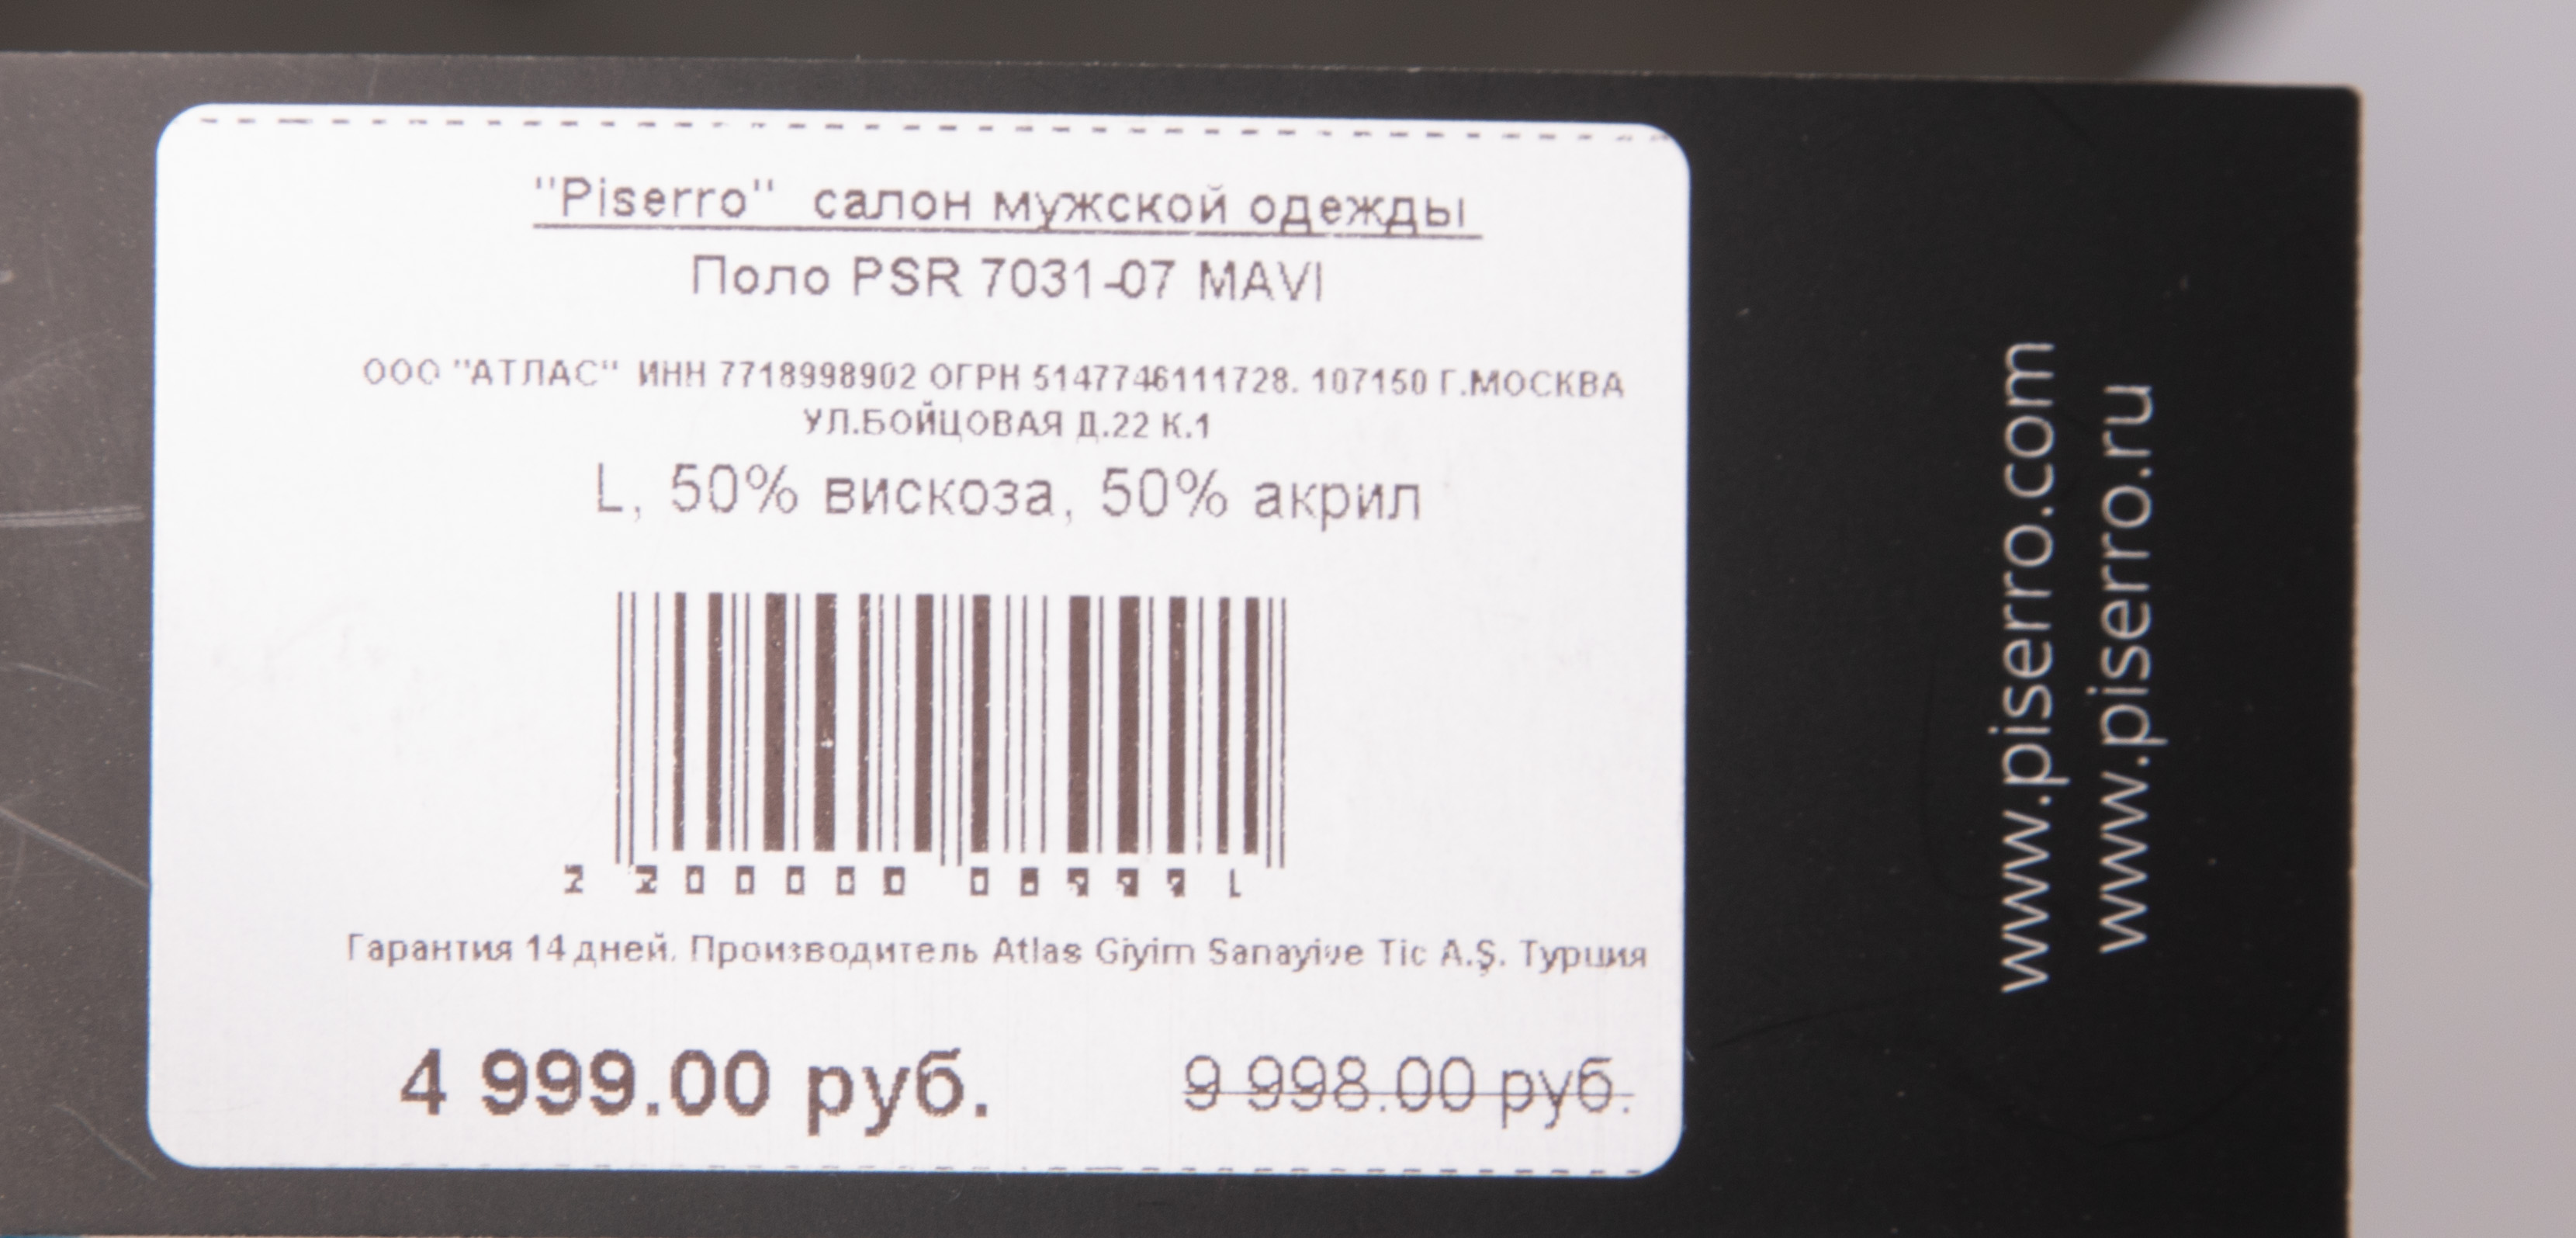 "Piserro" салон мужской одежды
Поло PSR 7031-07 MAVI
ООО "АТЛАС" ИНН 7718998902 ОГРН 5147746111728. 107150 Г.МОСКВА
УЛ.БОЙЦОВАЯ Д.22 К.1
L, 50% вискоза, 50% акрил
Гарантия 14 дней. Производитель Atlas Giyim Sanayive Tic A.Ş. Турция
4 999.00 руб.
9 998.00 руб.
www.piserro.com
www.piserro.ru